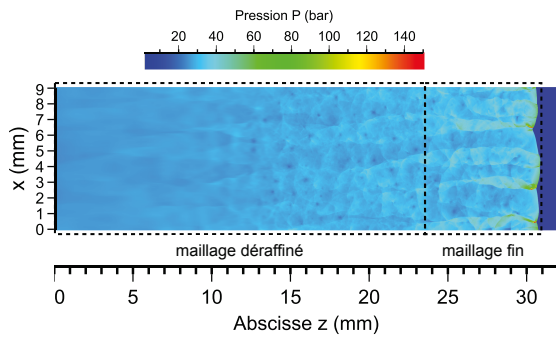 Pression P (bar)
20 40 60 80 100 120 140
9
8
7
6
5
4
3
2
1
0
x (mm)
maillage déraffiné maillage fin
0 5 10 15 20 25 30
Abscisse z (mm)